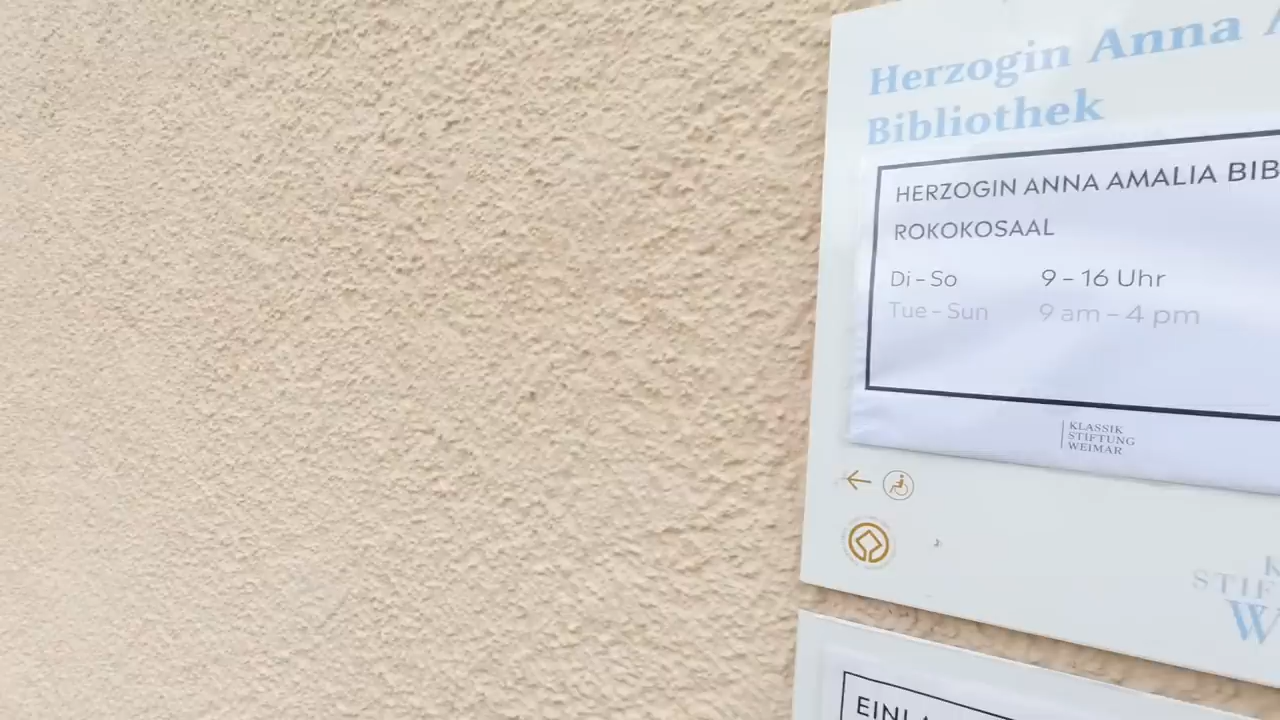 Herzogin Anna
Bibliothek
HERZOGIN ANNA AMALIA BIB
ROKOKOSAAL
Di – So 9 – 16 Uhr
Tue – Sun 9 am – 4 pm
KLASSIK
STIFTUNG
WEIMAR